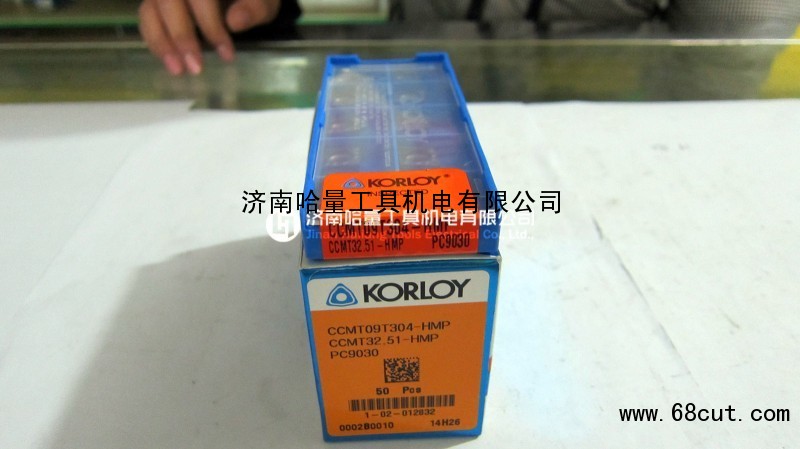 KORLOY®
济南哈量工具机电有限公司
济南哈量工具机电有限公司
CCMT09T304-HMP
CCMT32.51-HMP PC9030
KORLOY
CCMT09T304-HMP
CCMT32.51-HMP
PC9030
50 Pcs
1-02-012832
0002B0010 14H26
www.68cut.com